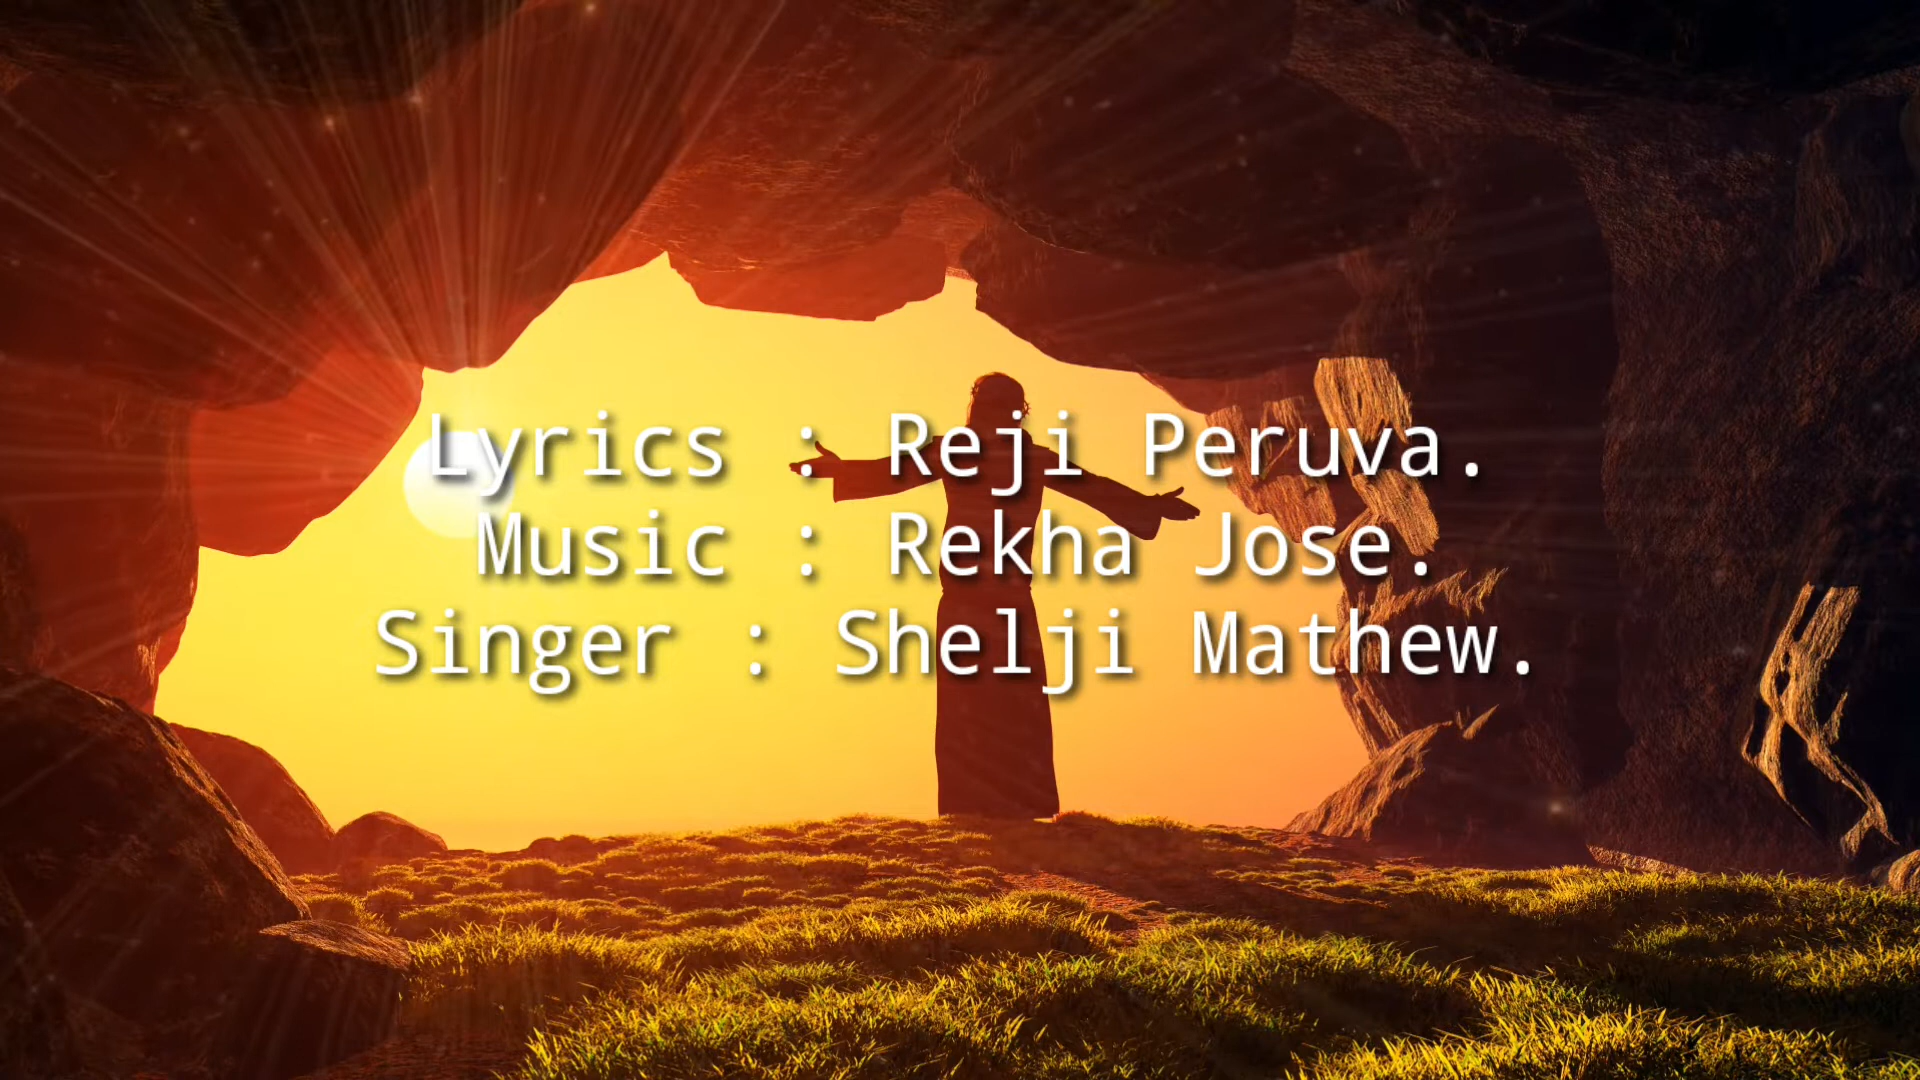 Lyrics : Reji Peruva.
Music : Rekha Jose.
Singer : Shelji Mathew.